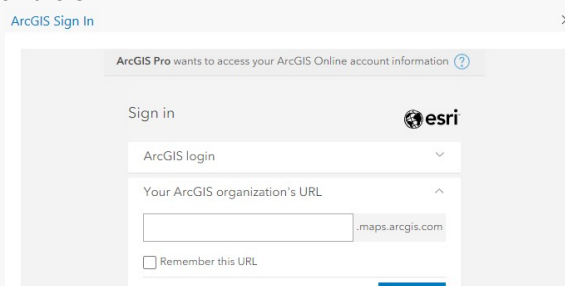 ArcGIS Sign In
ArcGIS Pro wants to access your ArcGIS Online account information ?
Sign in
esri
ArcGIS login
Your ArcGIS organization's URL
.maps.arcgis.com
Remember this URL